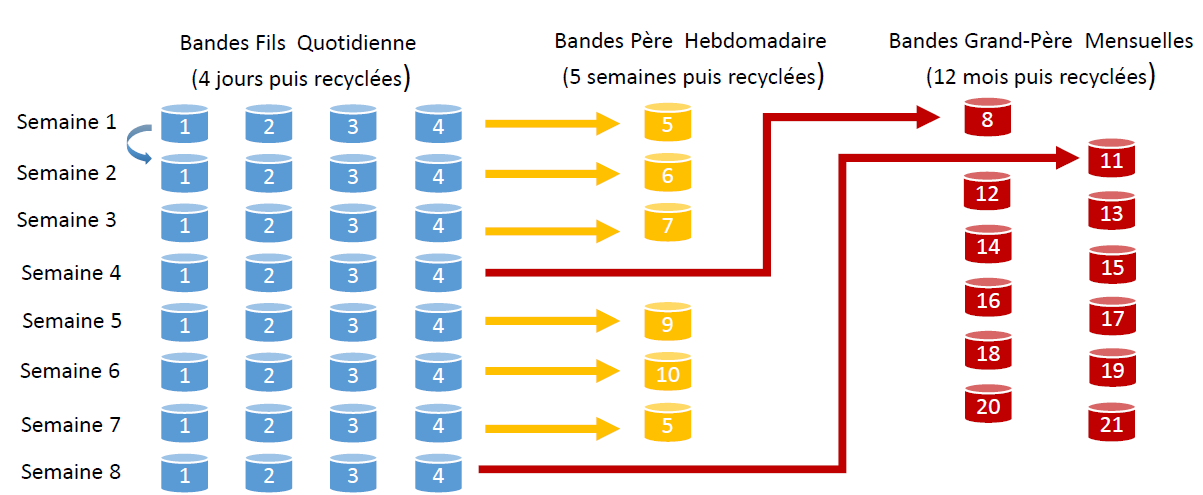 Bandes Fils Quotidienne
(4 jours puis recyclées)
Bandes Père Hebdomadaire
(5 semaines puis recyclées)
Bandes Grand-Père Mensuelles
(12 mois puis recyclées)
Semaine 1 1 2 3 4 5 8
Semaine 2 1 2 3 4 6 11
Semaine 3 1 2 3 4 7 12 13
Semaine 4 1 2 3 4 14 15
Semaine 5 1 2 3 4 9 16 17
Semaine 6 1 2 3 4 10 18 19
Semaine 7 1 2 3 4 5 20 21
Semaine 8 1 2 3 4